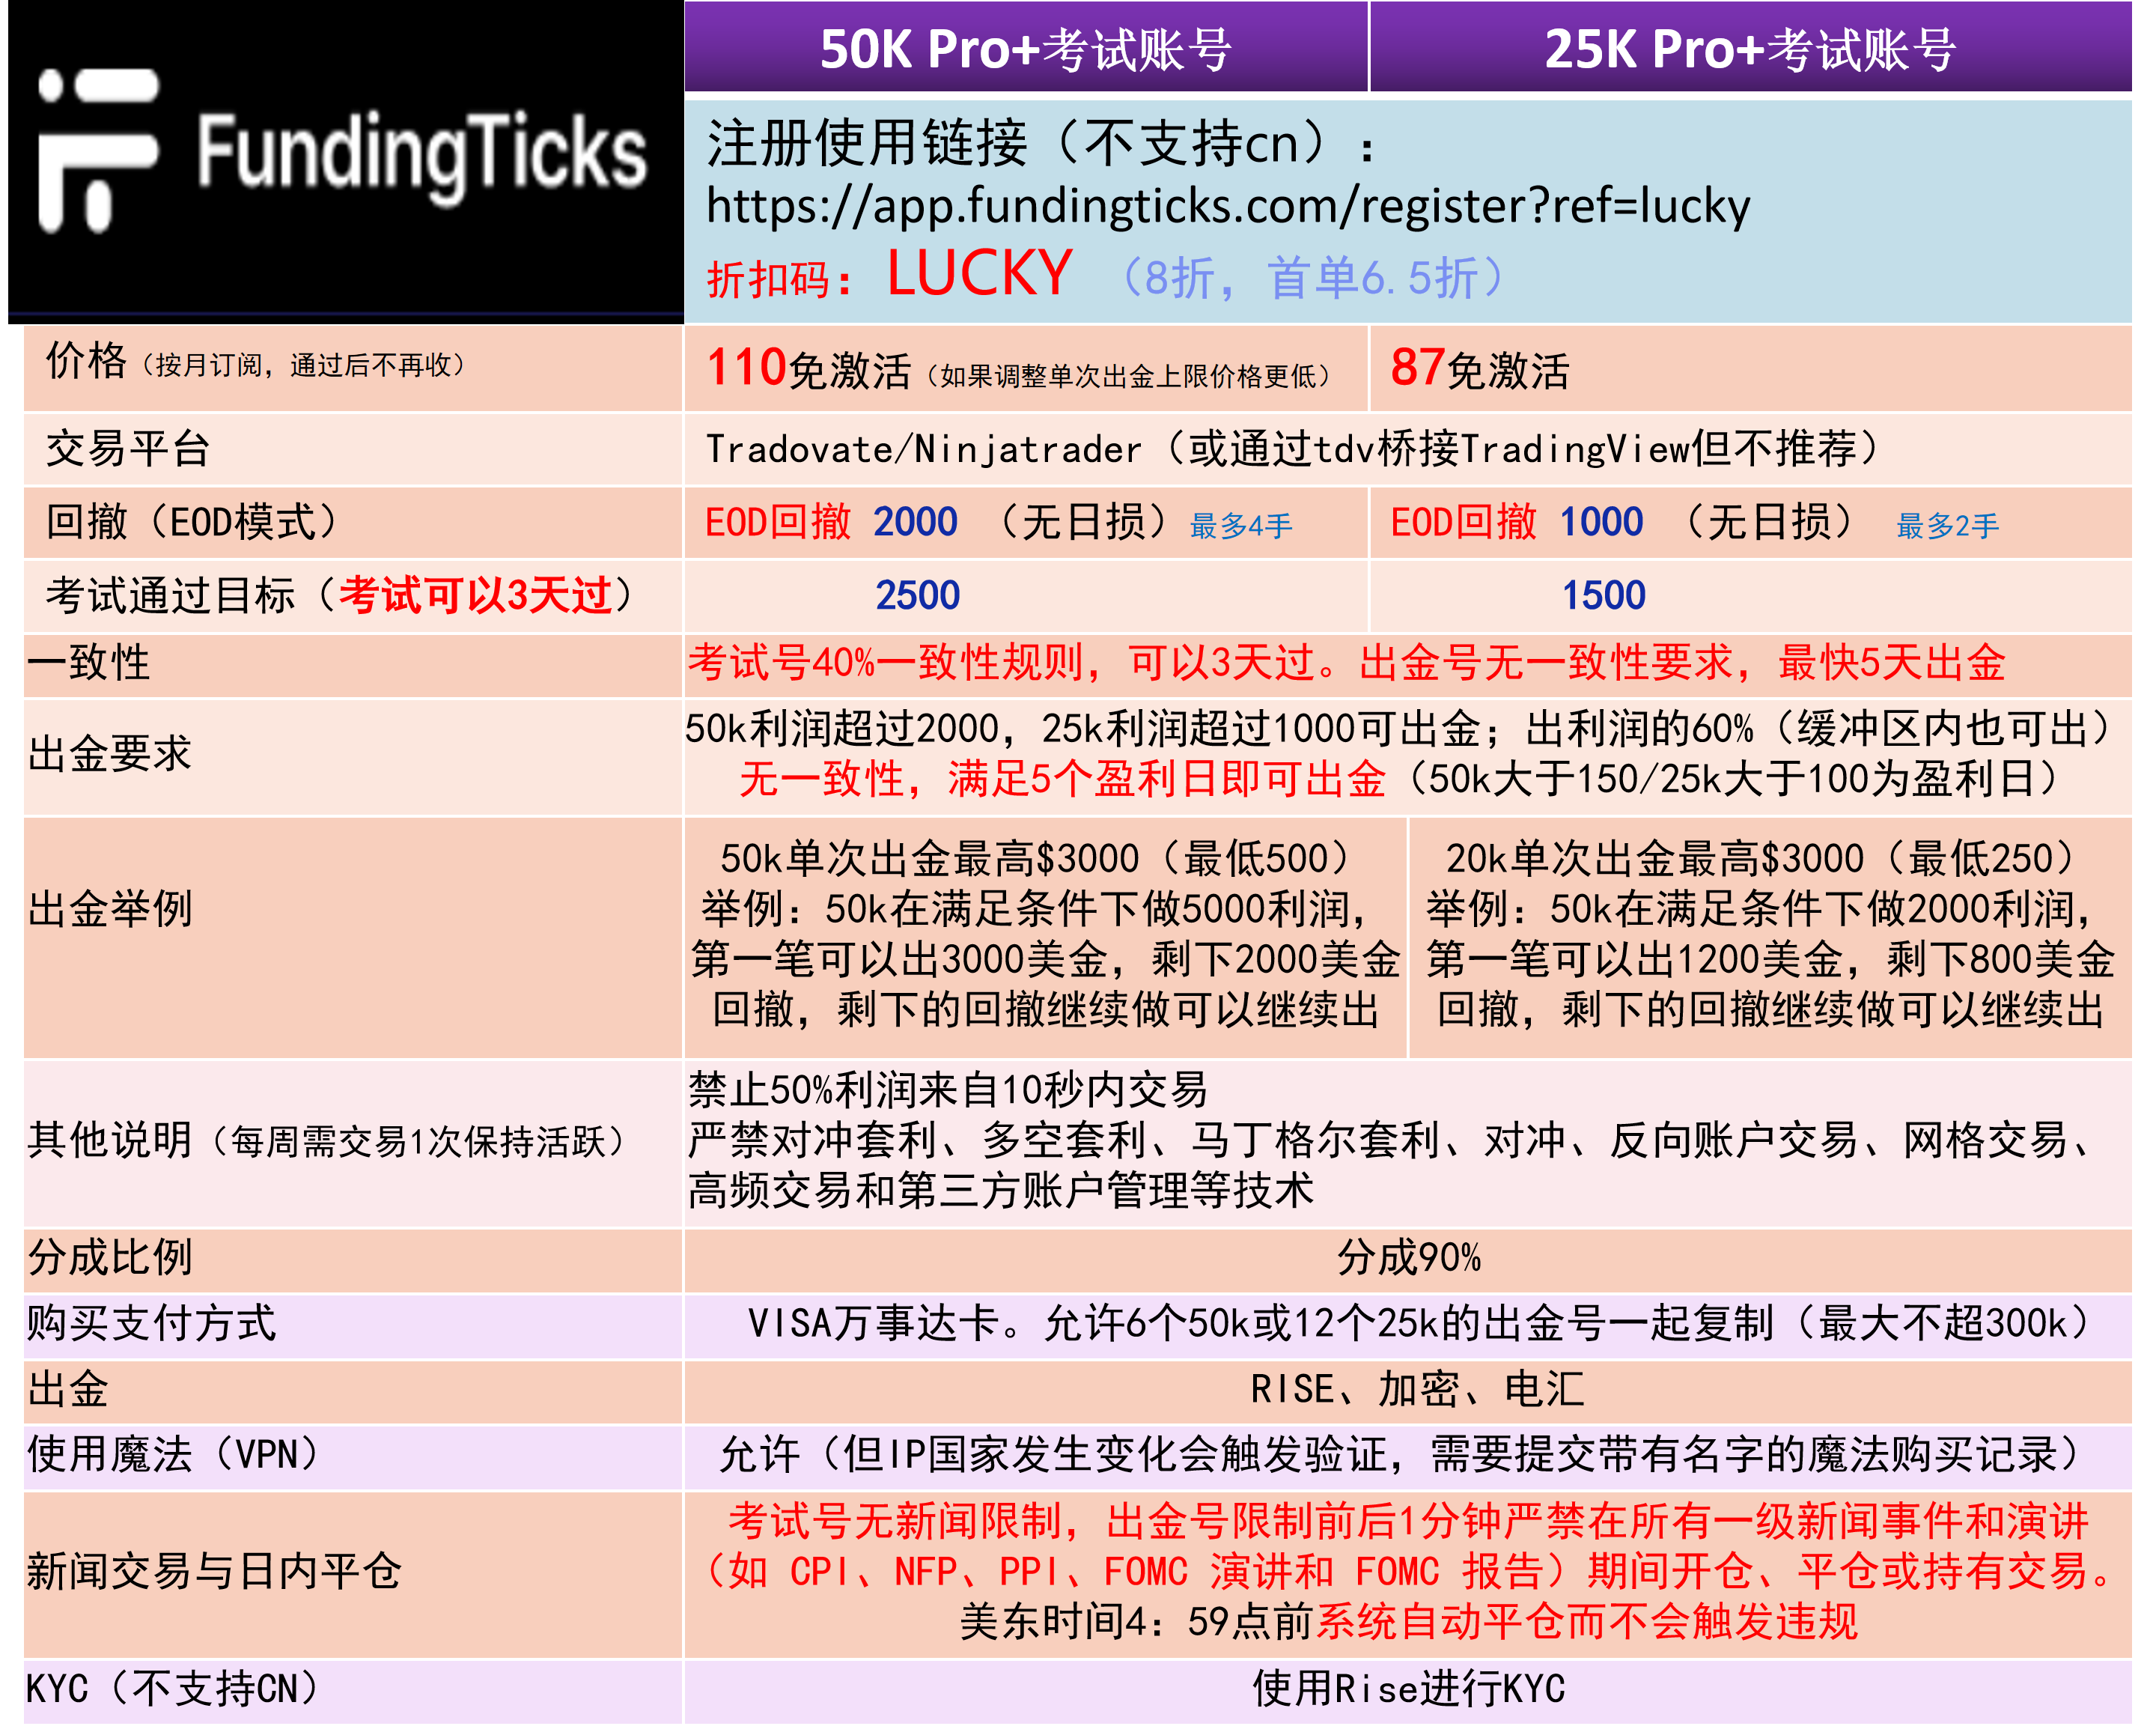 FundingTicks
50K Pro+考试账号
25K Pro+考试账号
注册使用链接（不支持cn）：
https://app.fundingticks.com/register?ref=lucky
折扣码：LUCKY（8折，首单6.5折）
价格（按月订阅，通过后不再收）
110免激活（如果调整单次出金上限价格更低）
87免激活
交易平台
Tradovate/Ninjatrader（或通过tdv桥接TradingView但不推荐）
回撤（EOD模式）
EOD回撤 2000 （无日损）最多4手
EOD回撤 1000 （无日损） 最多2手
考试通过目标（考试可以3天过）
2500
1500
一致性
考试号40%一致性规则，可以3天过。出金号无一致性要求，最快5天出金
出金要求
50k利润超过2000，25k利润超过1000可出金；出利润的60%（缓冲区内也可出）
无一致性，满足5个盈利日即可出金（50k大于150/25k大于100为盈利日）
出金举例
50k单次出金最高$3000（最低500）
举例：50k在满足条件下做5000利润，
第一笔可以出3000美金，剩下2000美金
回撤，剩下的回撤继续做可以继续出
20k单次出金最高$3000（最低250）
举例：50k在满足条件下做2000利润，
第一笔可以出1200美金，剩下800美金
回撤，剩下的回撤继续做可以继续出
其他说明（每周需交易1次保持活跃）
禁止50%利润来自10秒内交易
严禁对冲套利、多空套利、马丁格尔套利、对冲、反向账户交易、网格交易、
高频交易和第三方账户管理等技术
分成比例
分成90%
购买支付方式
VISA万事达卡。允许6个50k或12个25k的出金号一起复制（最大不超300k）
出金
RISE、加密、电汇
使用魔法（VPN）
允许（但IP国家发生变化会触发验证，需要提交带有名字的魔法购买记录）
新闻交易与日内平仓
考试号无新闻限制，出金号限制前后1分钟严禁在所有一级新闻事件和演讲
（如 CPI、NFP、PPI、FOMC 演讲和 FOMC 报告）期间开仓、平仓或持有交易。
美东时间4：59点前系统自动平仓而不会触发违规
KYC（不支持CN）
使用Rise进行KYC